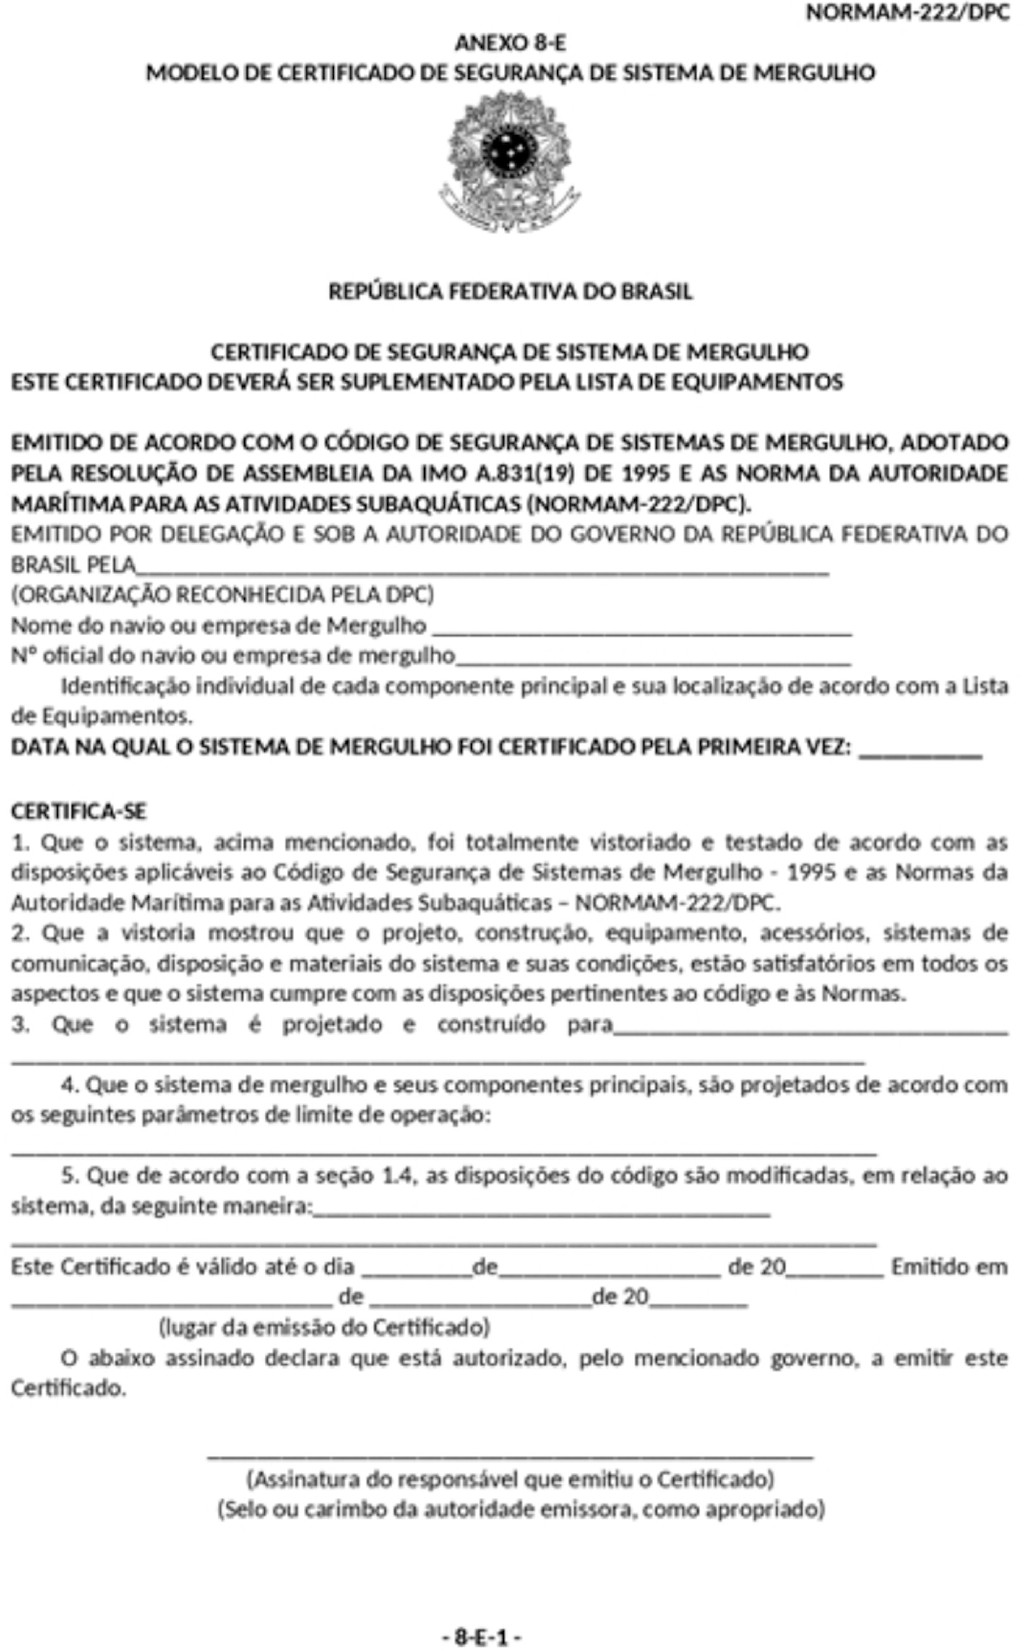 NORMAM-222/DPC
ANEXO 8-E
MODELO DE CERTIFICADO DE SEGURANÇA DE SISTEMA DE MERGULHO
REPÚBLICA FEDERATIVA DO BRASIL
CERTIFICADO DE SEGURANÇA DE SISTEMA DE MERGULHO
ESTE CERTIFICADO DEVERÁ SER SUPLEMENTADO PELA LISTA DE EQUIPAMENTOS
EMITIDO DE ACORDO COM O CÓDIGO DE SEGURANÇA DE SISTEMAS DE MERGULHO, ADOTADO
PELA RESOLUÇÃO DE ASSEMBLEIA DA IMO A.831(19) DE 1995 E AS NORMA DA AUTORIDADE
MARÍTIMA PARA AS ATIVIDADES SUBAQUÁTICAS (NORMAM-222/DPC).
EMITIDO POR DELEGAÇÃO E SOB A AUTORIDADE DO GOVERNO DA REPÚBLICA FEDERATIVA DO
BRASIL PELA____________________
(ORGANIZAÇÃO RECONHECIDA PELA DPC)
Nome do navio ou empresa de Mergulho ____________________
Nº oficial do navio ou empresa de mergulho____________________
Identificação individual de cada componente principal e sua localização de acordo com a Lista
de Equipamentos.
DATA NA QUAL O SISTEMA DE MERGULHO FOI CERTIFICADO PELA PRIMEIRA VEZ: __________
CERTIFICA-SE
1. Que o sistema, acima mencionado, foi totalmente vistoriado e testado de acordo com as
disposições aplicáveis ao Código de Segurança de Sistemas de Mergulho - 1995 e as Normas da
Autoridade Marítima para as Atividades Subaquáticas – NORMAM-222/DPC.
2. Que a vistoria mostrou que o projeto, construção, equipamento, acessórios, sistemas de
comunicação, disposição e materiais do sistema e suas condições, estão satisfatórios em todos os
aspectos e que o sistema cumpre com as disposições pertinentes ao código e às Normas.
3. Que o sistema é projetado e construído para____________________
____________________
4. Que o sistema de mergulho e seus componentes principais, são projetados de acordo com
os seguintes parâmetros de limite de operação:
____________________
5. Que de acordo com a seção 1.4, as disposições do código são modificadas, em relação ao
sistema, da seguinte maneira:____________________
____________________
Este Certificado é válido até o dia _________de__________________ de 20________ Emitido em
____________________ de __________________de 20________
(lugar da emissão do Certificado)
O abaixo assinado declara que está autorizado, pelo mencionado governo, a emitir este
Certificado.
____________________
(Assinatura do responsável que emitiu o Certificado)
(Selo ou carimbo da autoridade emissora, como apropriado)
- 8-E-1 -